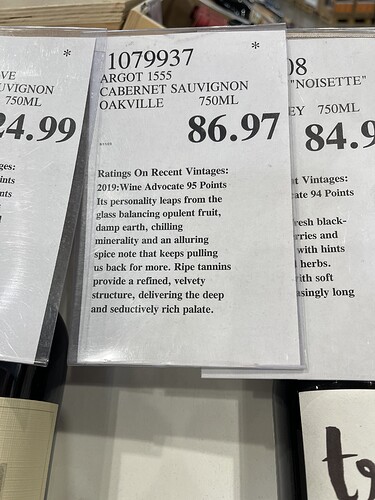 VE
UVIGNON
750ML
24.99
ges:
ints
nts
*
1079937
*
ARGOT 1555
CABERNET SAUVIGNON
OAKVILLE 750ML
86.97
Ratings On Recent Vintages:
2019:Wine Advocate 95 Points
Its personality leaps from the
glass balancing opulent fruit,
damp earth, chilling
minerality and an alluring
spice note that keeps pulling
us back for more. Ripe tannins
provide a refined, velvety
structure, delivering the deep
and seductively rich palate.
08
"NOISETTE"
EY 750ML
84.9
t Vintages:
cate 94 Points
resh black-
rries and
with hints
herbs.
ith soft
asingly long